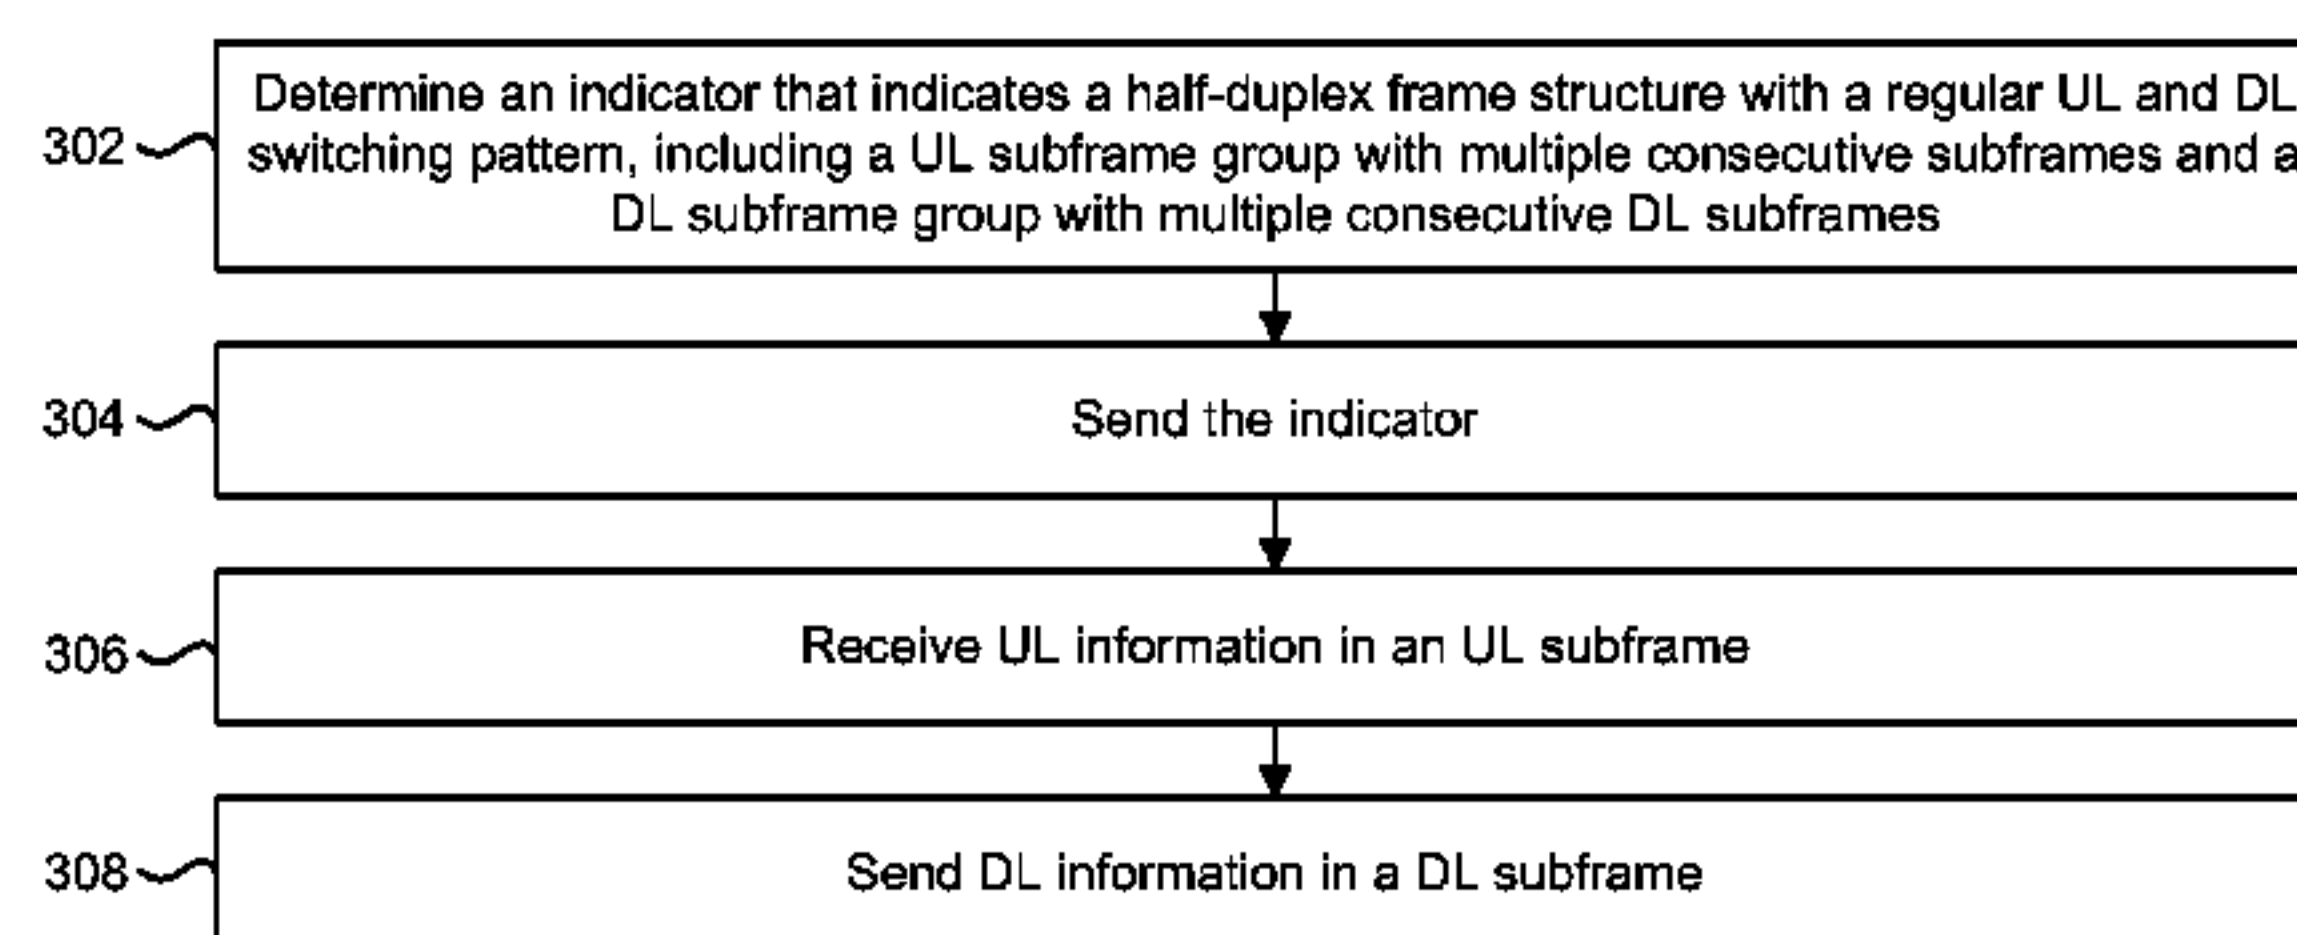 Determine an indicator that indicates a half-duplex frame structure with a regular UL and DL
302
switching pattern, including a UL subframe group with multiple consecutive subframes and a
DL subframe group with multiple consecutive DL subframes
304
Send the indicator
306
Receive UL information in an UL subframe
308
Send DL information in a DL subframe